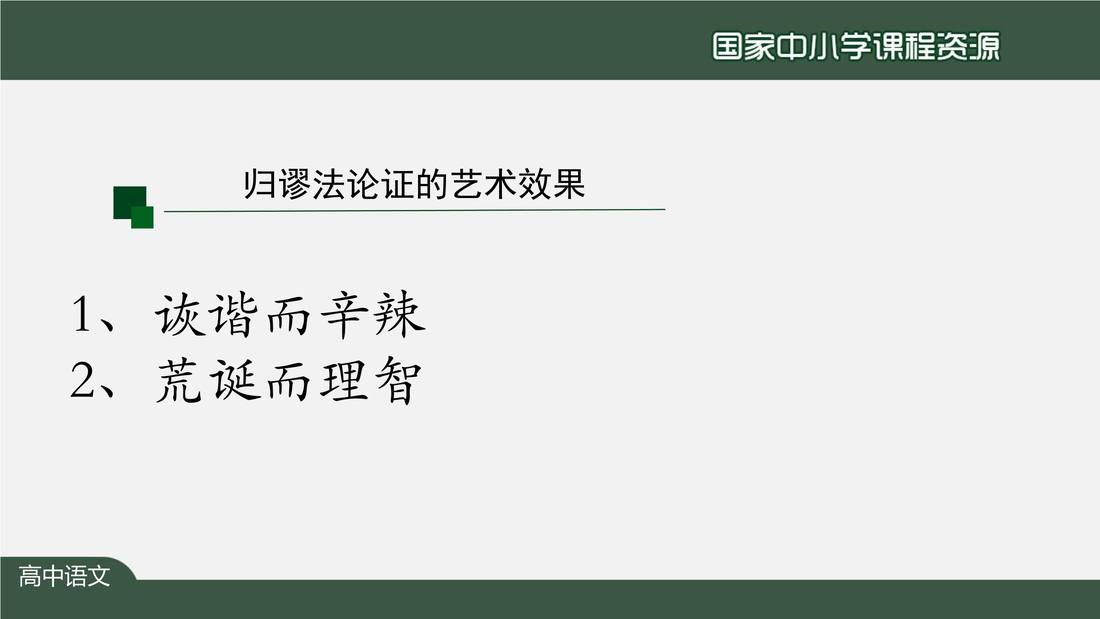 国家中小学课程资源
归谬法论证的艺术效果
1、诙谐而辛辣
2、荒诞而理智
高中语文